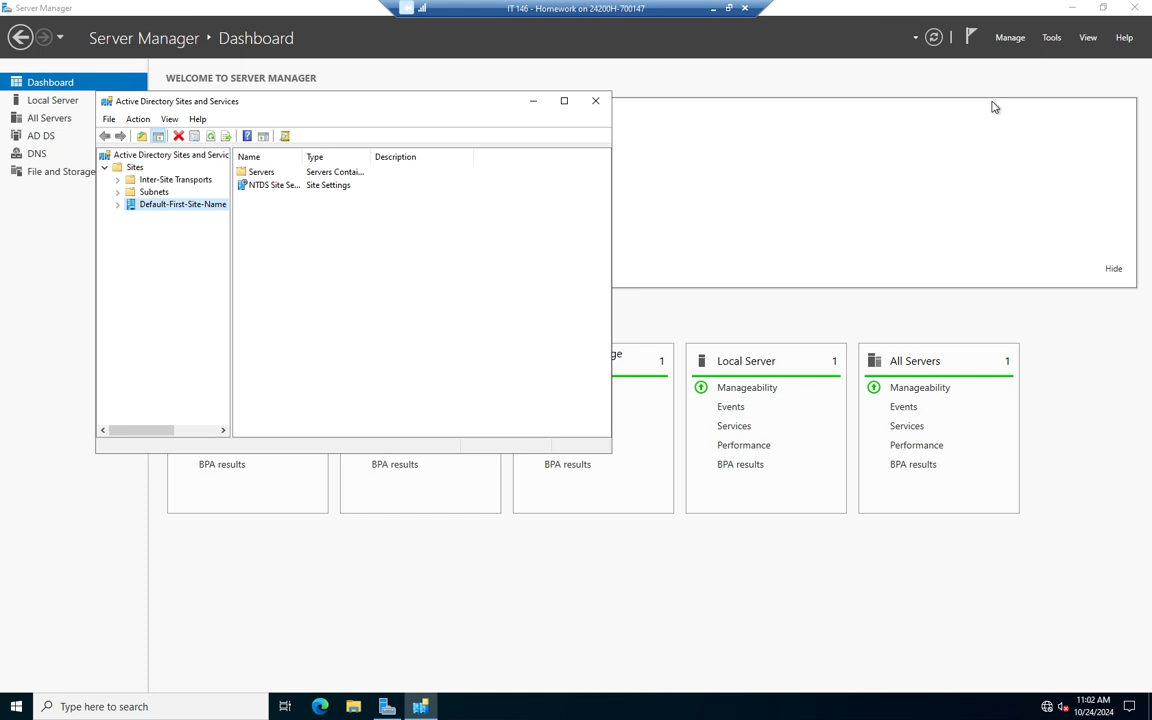 Server Manager
IT 146 - Homework on 24200H-700147
Server Manager • Dashboard
Manage
Tools
View
Help
Dashboard
Local Server
All Servers
AD DS
DNS
File and Storage
WELCOME TO SERVER MANAGER
Active Directory Sites and Services
File Action View Help
Active Directory Sites and Servic
Sites
Inter-Site Transports
Subnets
Default-First-Site-Name
Name Type Description
Servers Servers Contai...
NTDS Site Se... Site Settings
Hide
ge 1
BPA results
BPA results
BPA results
Local Server 1
Manageability
Events
Services
Performance
BPA results
All Servers 1
Manageability
Events
Services
Performance
BPA results
Type here to search
11:02 AM
10/24/2024